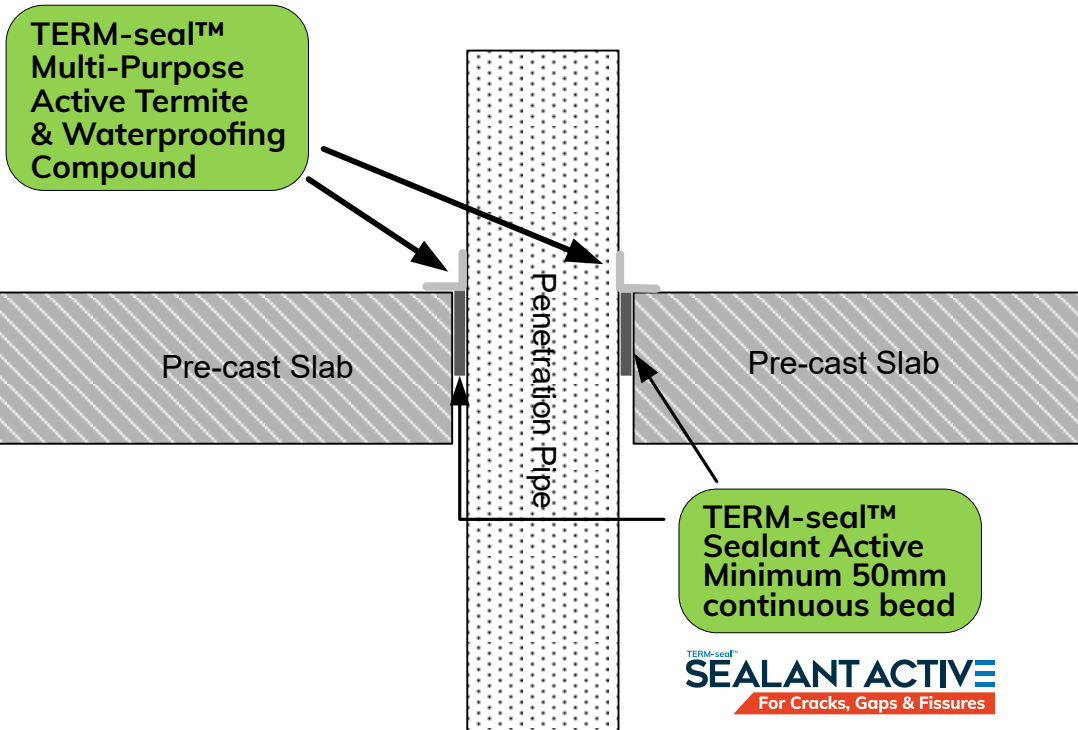 TERM-seal™
Multi-Purpose
Active Termite
& Waterproofing
Compound
Penetration Pipe
Pre-cast Slab
Pre-cast Slab
TERM-seal™
Sealant Active
Minimum 50mm
continuous bead
TERM-seal™
SEALANT ACTIVE
For Cracks, Gaps & Fissures